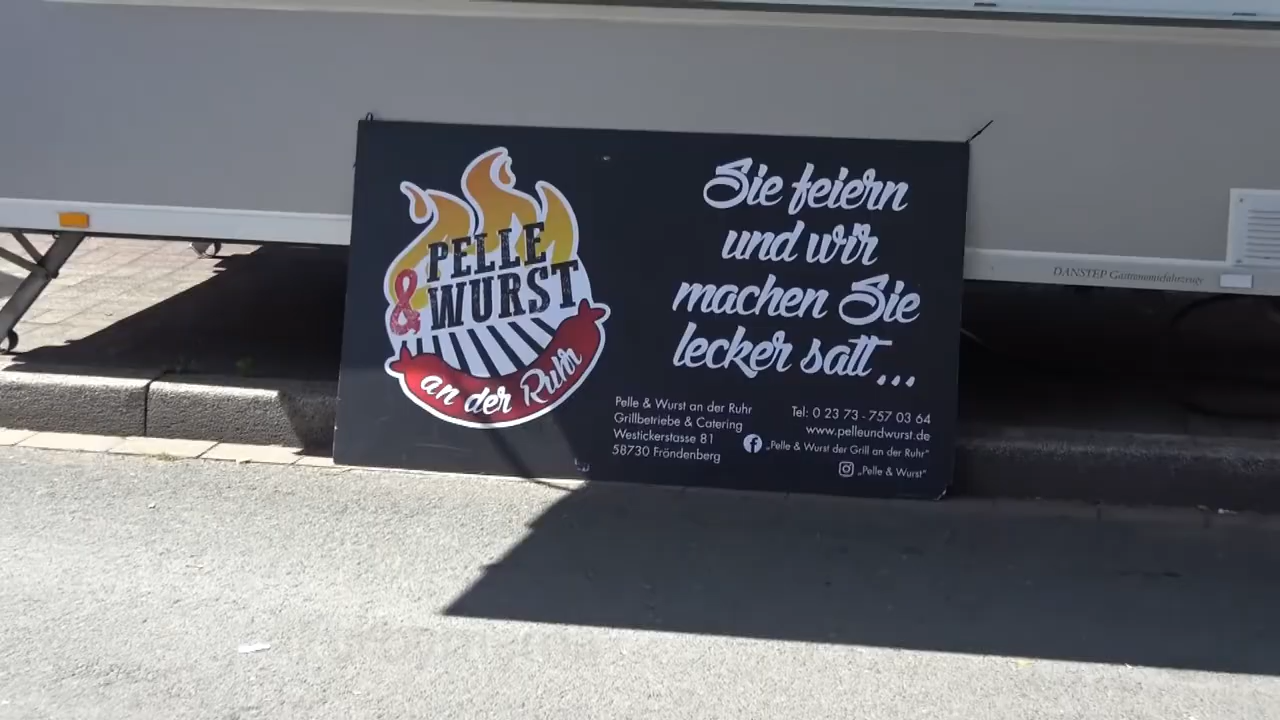 PELLE
& WURST
an der Ruhr
Sie feiern
und wir
machen Sie
lecker satt...
Pelle & Wurst an der Ruhr
Grillbetriebe & Catering
Westickerstasse 81
58730 Fröndenberg
Tel: 0 23 73 - 757 03 64
www.pelleundwurst.de
„Pelle & Wurst der Grill an der Ruhr“
„Pelle & Wurst“
DANSTEP Gastronomiefahrzeuge